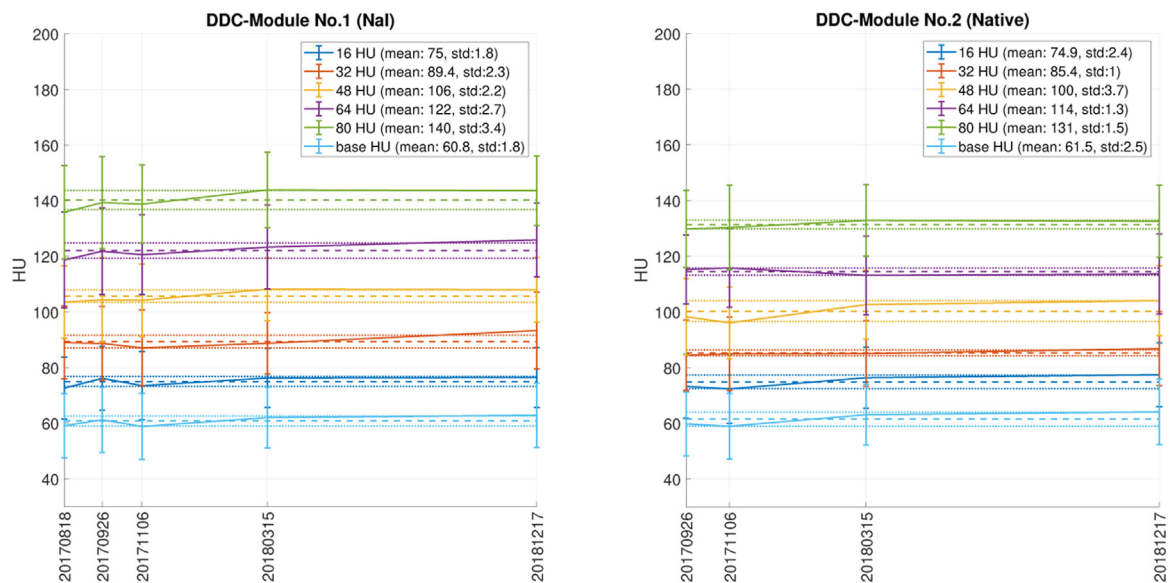 DDC-Module No.1 (NaI)
200
180
160
140
120
100
80
60
40
HU
16 HU (mean: 75, std:1.8)
32 HU (mean: 89.4, std:2.3)
48 HU (mean: 106, std:2.2)
64 HU (mean: 122, std:2.7)
80 HU (mean: 140, std:3.4)
base HU (mean: 60.8, std:1.8)
20170818
20170926
20171106
20180315
20181217
DDC-Module No.2 (Native)
200
180
160
140
120
100
80
60
40
HU
16 HU (mean: 74.9, std:2.4)
32 HU (mean: 85.4, std:1)
48 HU (mean: 100, std:3.7)
64 HU (mean: 114, std:1.3)
80 HU (mean: 131, std:1.5)
base HU (mean: 61.5, std:2.5)
20170926
20171106
20180315
20181217